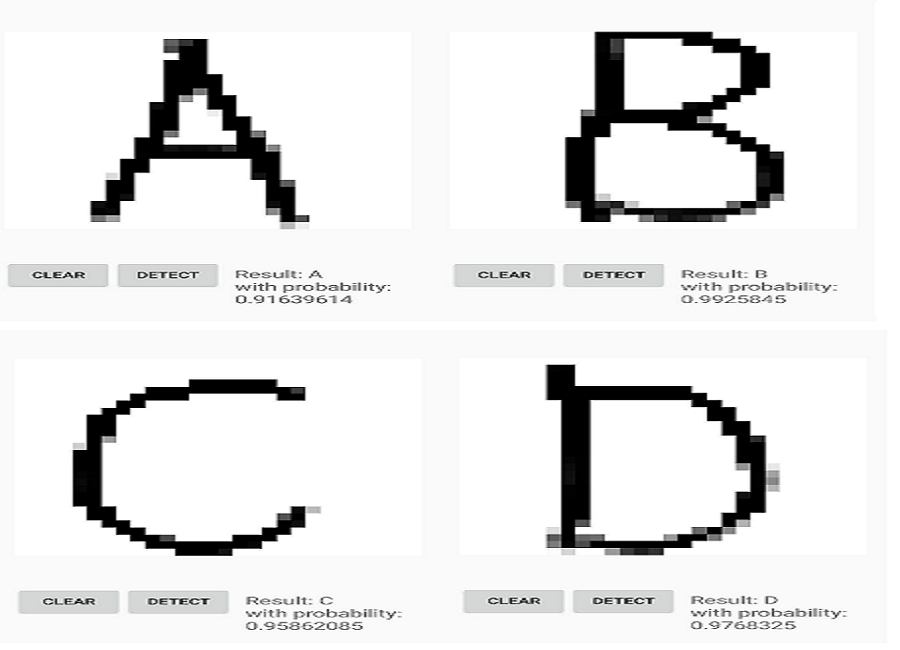 A
B
CLEAR DETECT Result: A
with probability:
0.91639614
CLEAR DETECT Result: B
with probability:
0.9925845
C
D
CLEAR DETECT Result: C
with probability:
0.95862085
CLEAR DETECT Result: D
with probability:
0.9768325